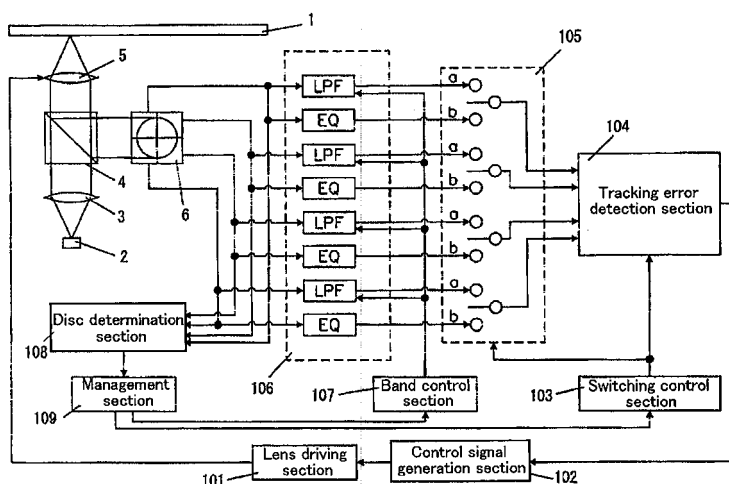 1
105
5
LPF
a
EQ
b
104
LPF
a
4
6
EQ
b
Tracking error
detection section
3
LPF
a
2
EQ
b
LPF
a
Disc determination
section
EQ
b
108
106
Management
section
107
Band control
section
103
Switching control
section
109
Lens driving
section
Control signal
generation section
101
102